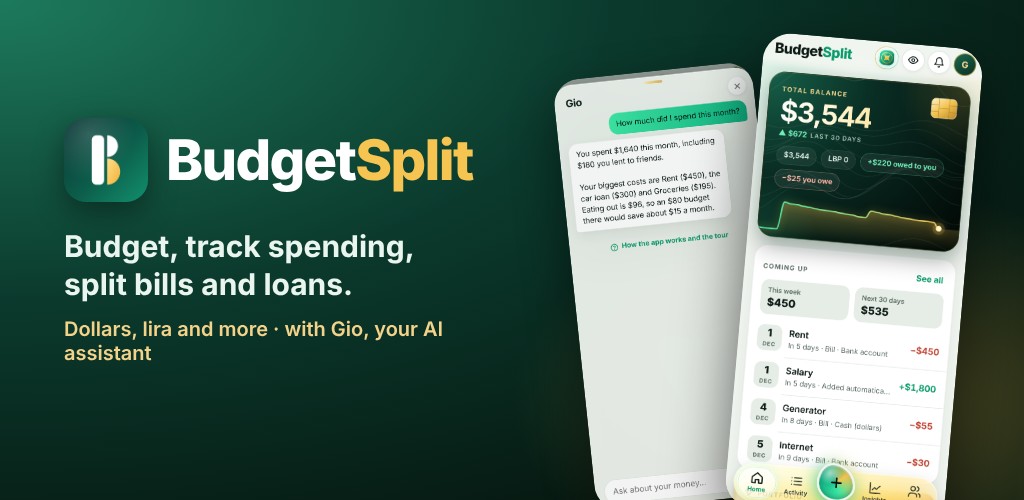 BudgetSplit
Budget, track spending,
split bills and loans.
Dollars, lira and more · with Gio, your AI
assistant
Gio
How much did I spend this month?
You spent $1,640 this month, including
$180 you lent to friends.
Your biggest costs are Rent ($450), the
car loan ($300) and Groceries ($195).
Eating out is $96, so an $80 budget
there would save about $15 a month.
How the app works and the tour
Ask about your money...
BudgetSplit
G
TOTAL BALANCE
$3,544
▲ $672 LAST 30 DAYS
$3,544
LBP 0
+$220 owed to you
−$25 you owe
COMING UP
See all
This week
$450
Next 30 days
$535
1
DEC
Rent
In 5 days · Bill · Bank account
−$450
1
DEC
Salary
In 5 days · Added automatica...
+$1,800
4
DEC
Generator
In 8 days · Bill · Cash (dollars)
−$55
5
DEC
Internet
In 9 days · Bill · Bank account
−$30
Home
Activity
Insights